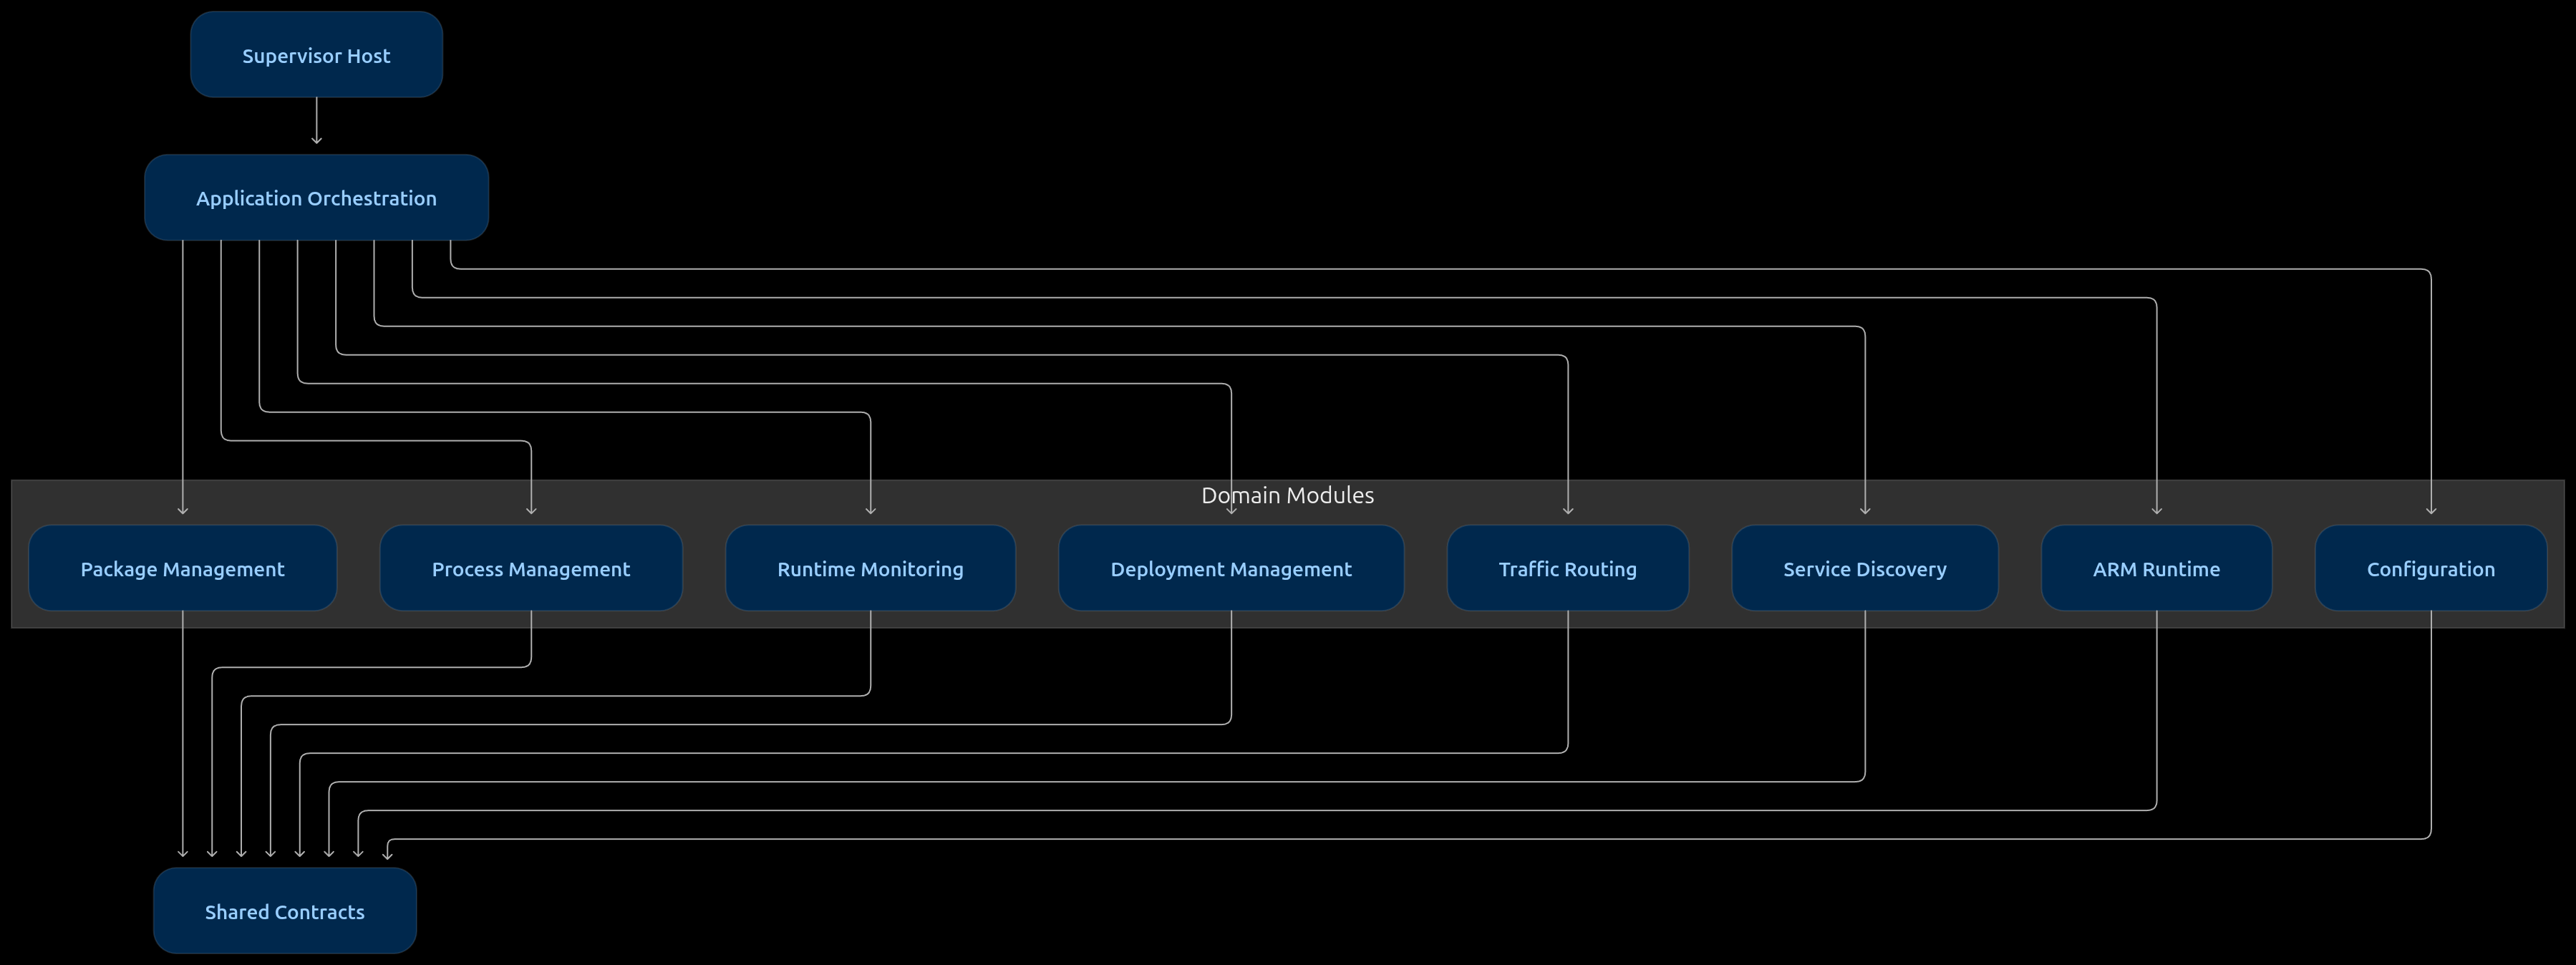 Supervisor Host
Application Orchestration
Domain Modules
Package Management
Process Management
Runtime Monitoring
Deployment Management
Traffic Routing
Service Discovery
ARM Runtime
Configuration
Shared Contracts